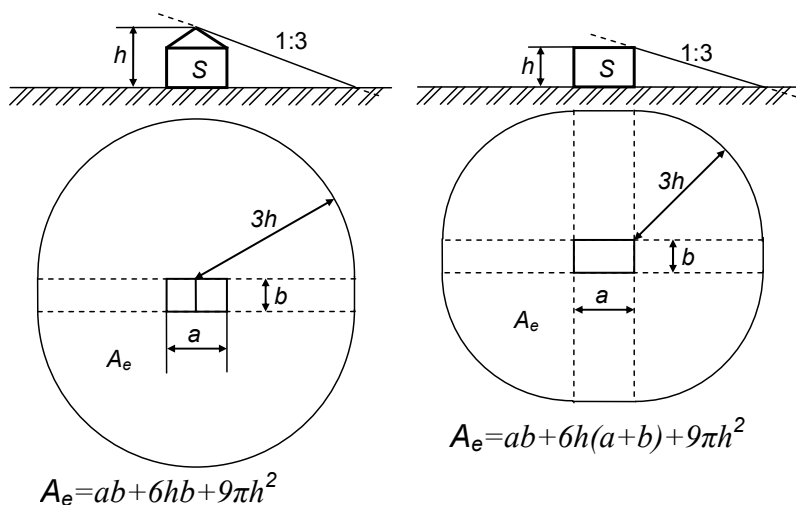 h
S
1:3
3h
b
a
Ae
Ae=ab+6hb+9πh²
h
S
1:3
3h
b
a
Ae
Ae=ab+6h(a+b)+9πh²